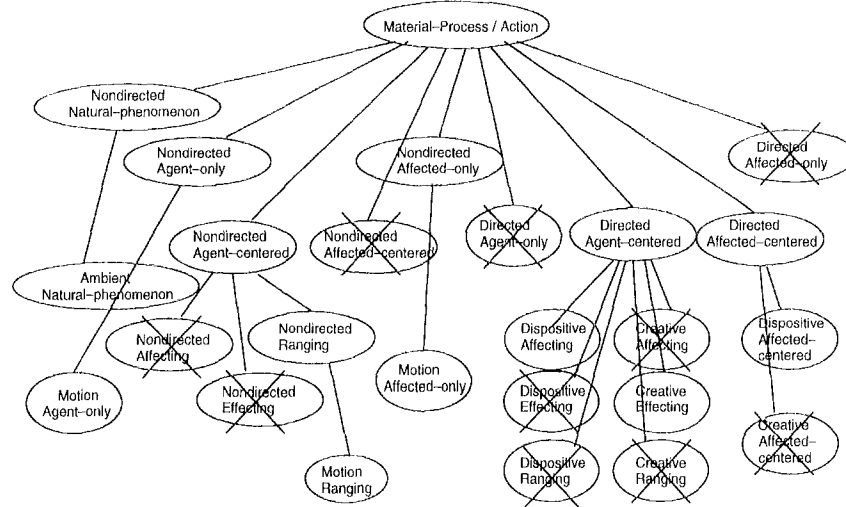 Material–Process / Action
Nondirected
Natural–phenomenon
Nondirected
Agent–only
Nondirected
Affected–only
Directed
Affected–only
Nondirected
Agent–centered
Nondirected
Affected–centered
Directed
Agent–only
Directed
Agent–centered
Directed
Affected–centered
Ambient
Natural–phenomenon
Nondirected
Affecting
Nondirected
Ranging
Dispositive
Affecting
Creative
Affecting
Dispositive
Affected–
centered
Motion
Agent–only
Nondirected
Effecting
Motion
Affected–only
Dispositive
Effecting
Creative
Effecting
Creative
Affected–
centered
Motion
Ranging
Dispositive
Ranging
Creative
Ranging